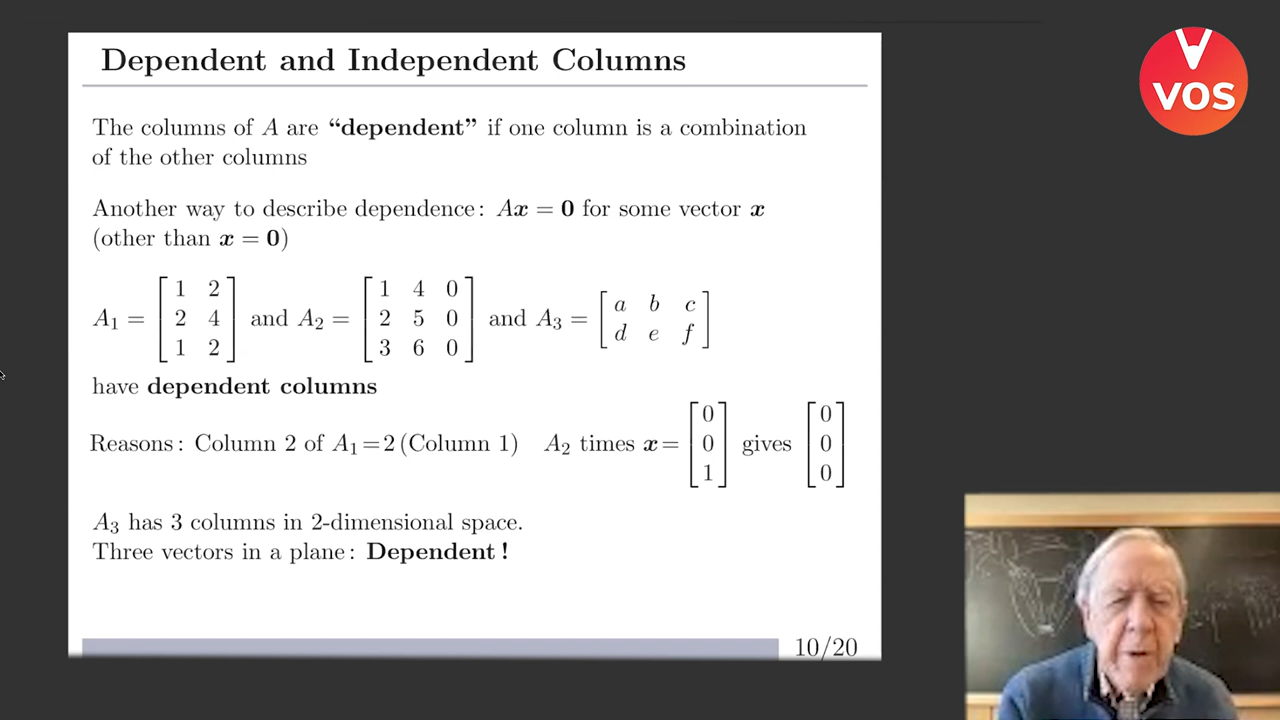 Dependent and Independent Columns
VOS
The columns of A are “dependent” if one column is a combination
of the other columns
Another way to describe dependence: Ax = 0 for some vector x
(other than x = 0)
A₁ = [1 2; 2 4; 1 2] and A₂ = [1 4 0; 2 5 0; 3 6 0] and A₃ = [a b c; d e f]
have dependent columns
Reasons: Column 2 of A₁=2(Column 1) A₂ times x= [0; 0; 1] gives [0; 0; 0]
A₃ has 3 columns in 2-dimensional space.
Three vectors in a plane: Dependent!
10/20